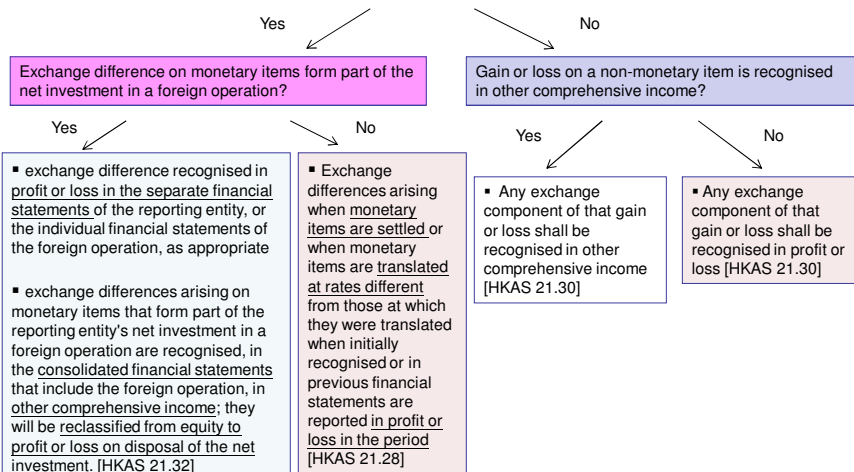 Yes
No
Exchange difference on monetary items form part of the
net investment in a foreign operation?
Gain or loss on a non-monetary item is recognised
in other comprehensive income?
Yes
No
Yes
No
▪ exchange difference recognised in
profit or loss in the separate financial
statements of the reporting entity, or
the individual financial statements of
the foreign operation, as appropriate
▪ exchange differences arising on
monetary items that form part of the
reporting entity's net investment in a
foreign operation are recognised, in
the consolidated financial statements
that include the foreign operation, in
other comprehensive income; they
will be reclassified from equity to
profit or loss on disposal of the net
investment. [HKAS 21.32]
▪ Exchange
differences arising
when monetary
items are settled or
when monetary
items are translated
at rates different
from those at which
they were translated
when initially
recognised or in
previous financial
statements are
reported in profit or
loss in the period
[HKAS 21.28]
▪ Any exchange
component of that gain
or loss shall be
recognised in other
comprehensive income
[HKAS 21.30]
▪ Any exchange
component of that
gain or loss shall be
recognised in profit or
loss [HKAS 21.30]